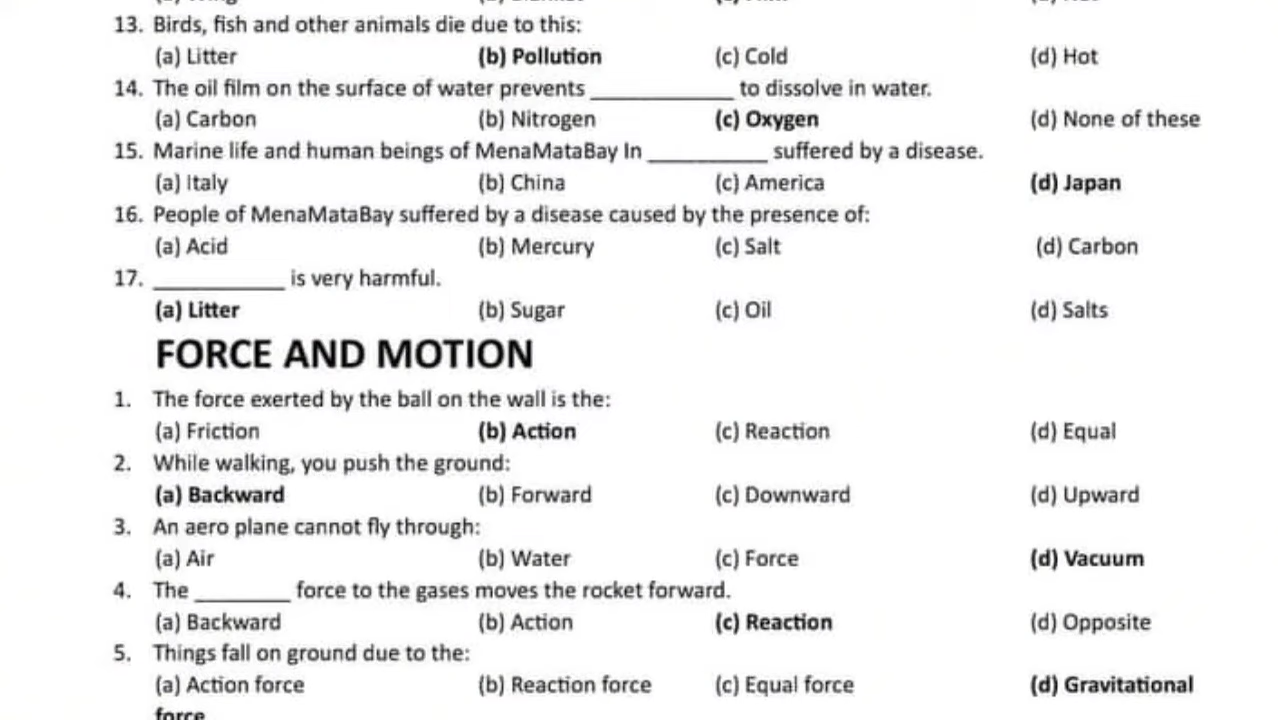 13. Birds, fish and other animals die due to this:
(a) Litter (b) Pollution (c) Cold (d) Hot
14. The oil film on the surface of water prevents ____________ to dissolve in water.
(a) Carbon (b) Nitrogen (c) Oxygen (d) None of these
15. Marine life and human beings of MenaMataBay In __________ suffered by a disease.
(a) Italy (b) China (c) America (d) Japan
16. People of MenaMataBay suffered by a disease caused by the presence of:
(a) Acid (b) Mercury (c) Salt (d) Carbon
17. ___________ is very harmful.
(a) Litter (b) Sugar (c) Oil (d) Salts
FORCE AND MOTION
1. The force exerted by the ball on the wall is the:
(a) Friction (b) Action (c) Reaction (d) Equal
2. While walking, you push the ground:
(a) Backward (b) Forward (c) Downward (d) Upward
3. An aero plane cannot fly through:
(a) Air (b) Water (c) Force (d) Vacuum
4. The ________ force to the gases moves the rocket forward.
(a) Backward (b) Action (c) Reaction (d) Opposite
5. Things fall on ground due to the:
(a) Action force (b) Reaction force (c) Equal force (d) Gravitational
force